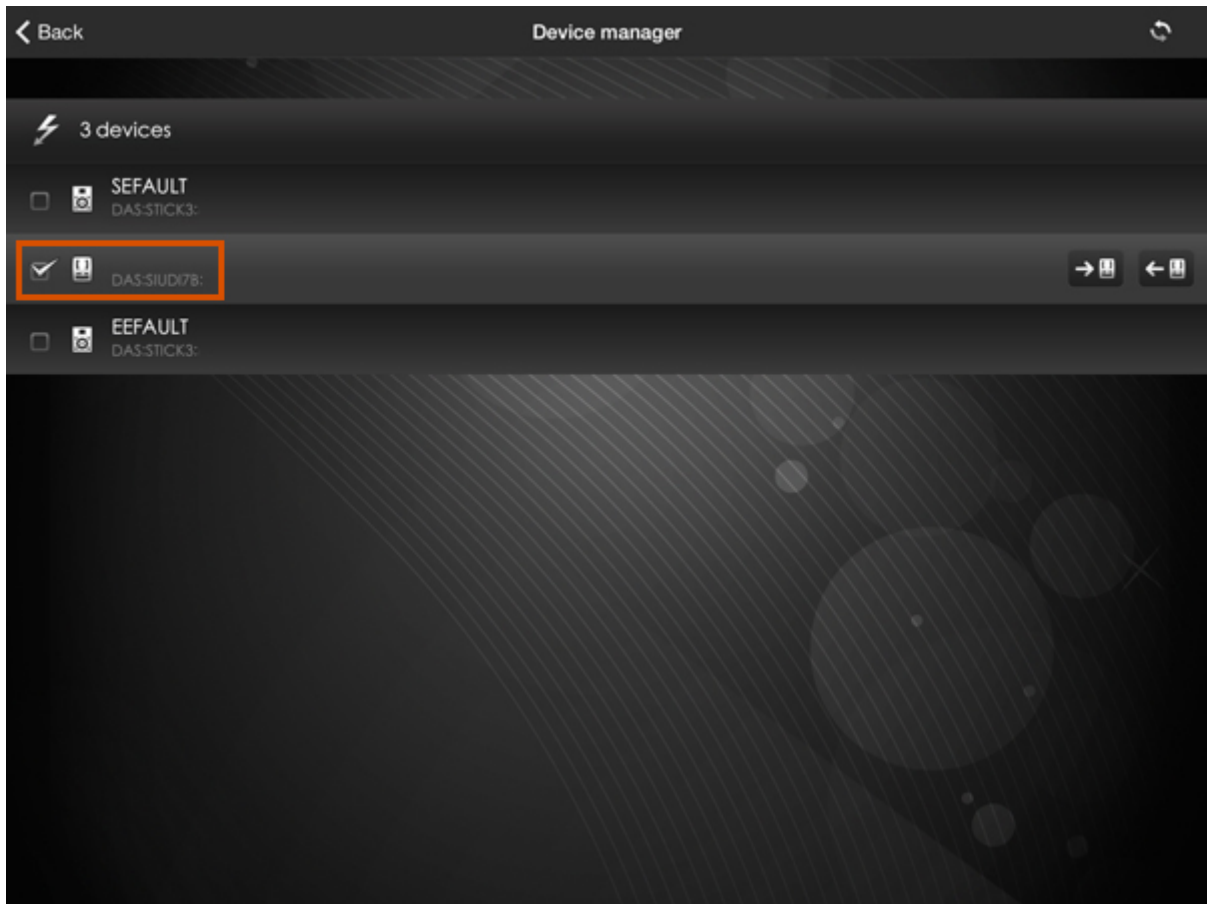 Back
Device manager
3 devices
SEFAULT
DAS:STICK3:
DAS:SIUDI7B:
EEFAULT
DAS:STICK3: